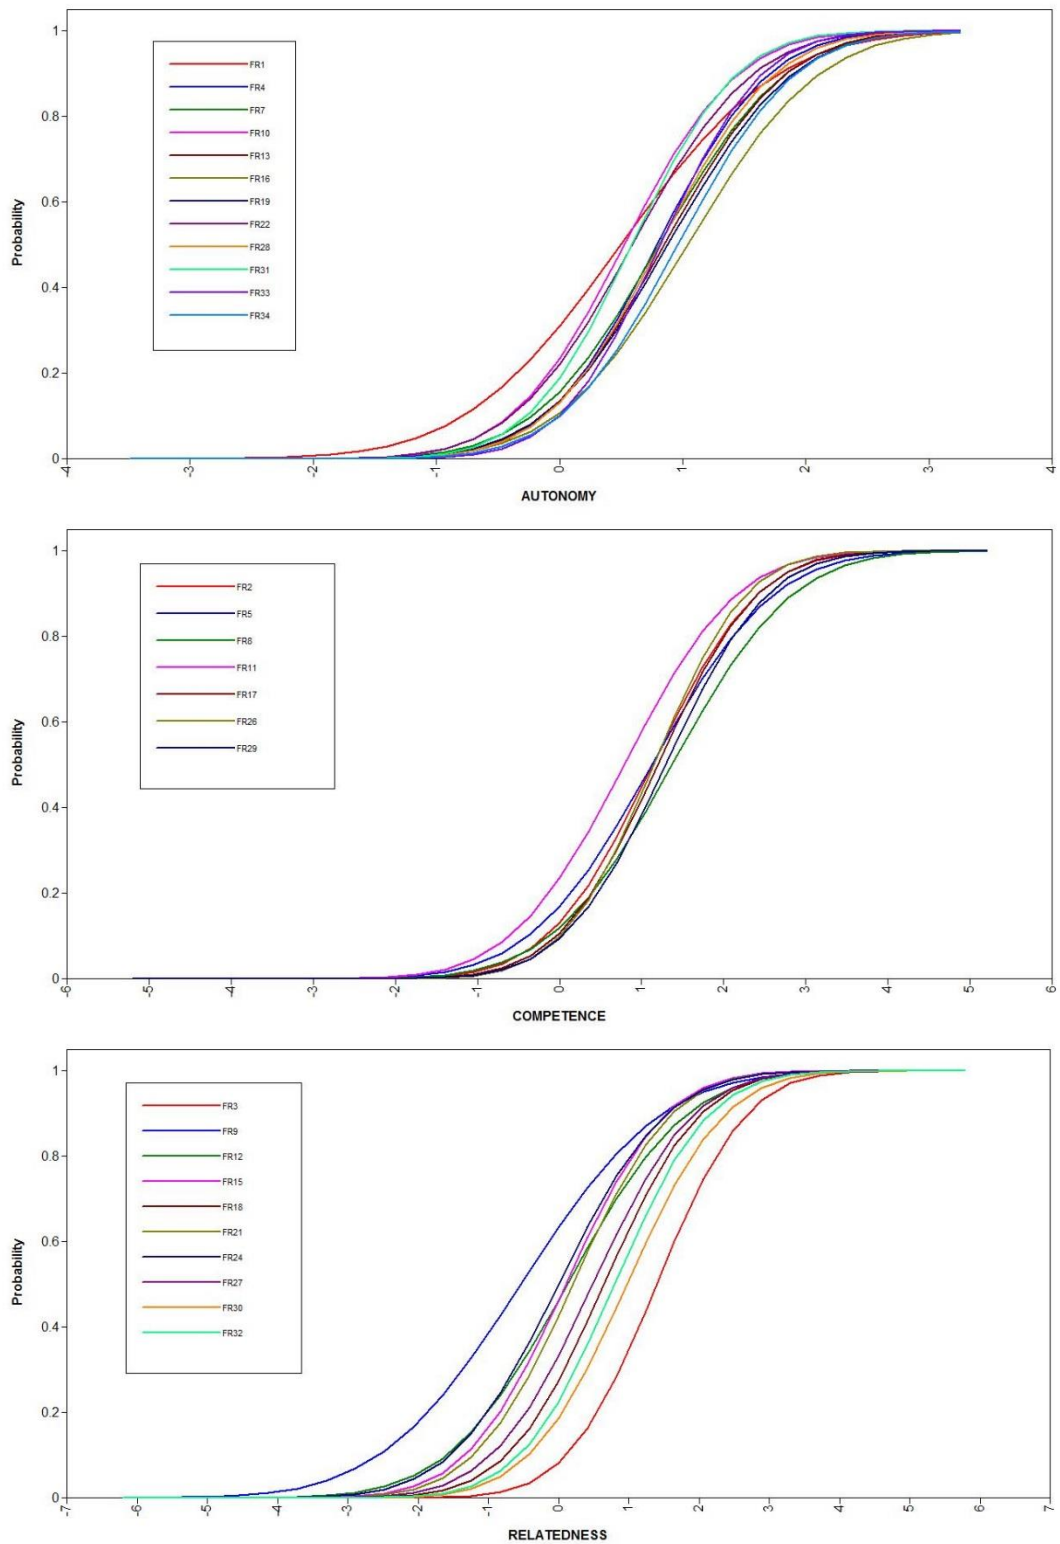 1
0.8
0.6
0.4
0.2
0
Probability
FR1
FR4
FR7
FR10
FR13
FR16
FR19
FR22
FR28
FR31
FR33
FR34
-4 -3 -2 -1 0 1 2 3 4
AUTONOMY
1
0.8
0.6
0.4
0.2
0
Probability
FR2
FR5
FR8
FR11
FR17
FR26
FR29
-6 -5 -4 -3 -2 -1 0 1 2 3 4 5 6
COMPETENCE
1
0.8
0.6
0.4
0.2
0
Probability
FR3
FR9
FR12
FR15
FR18
FR21
FR24
FR27
FR30
FR32
-7 -6 -5 -4 -3 -2 -1 0 1 2 3 4 5 6 7
RELATEDNESS